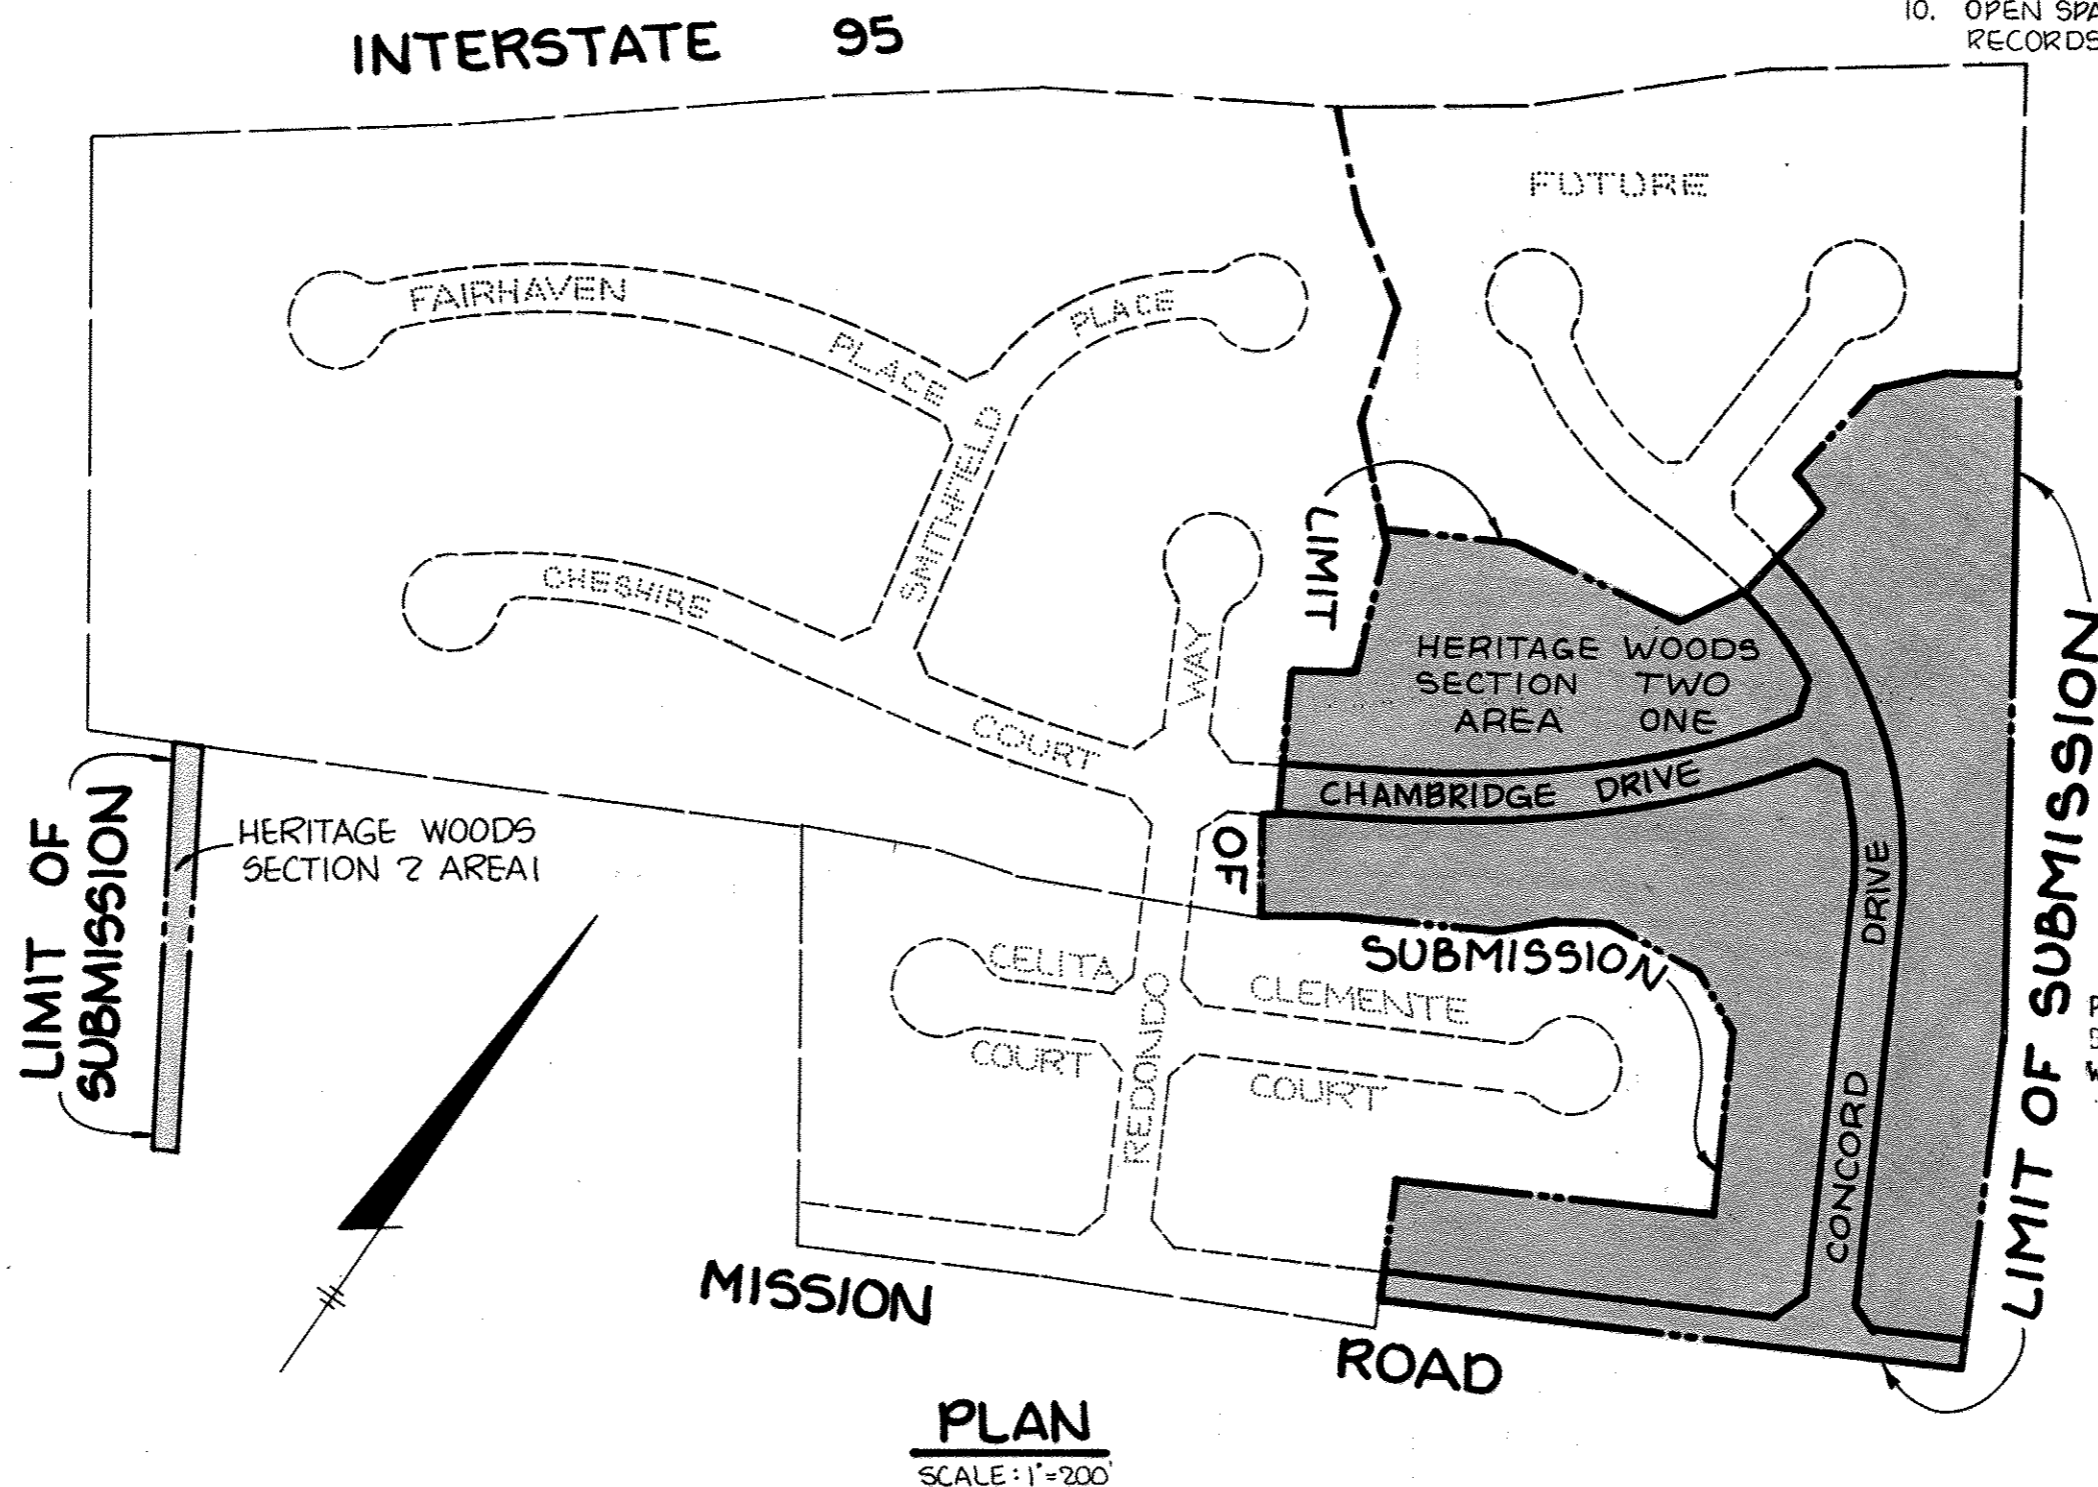 10. OPEN SPA
RECORDS
INTERSTATE 95
FUTURE
FAIRHAVEN PLACE
SMITHFIELD PLACE
CHESHIRE COURT
WAY
LIMIT OF SUBMISSION
HERITAGE WOODS
SECTION TWO
AREA ONE
CHAMBRIDGE DRIVE
CONCORD DRIVE
LIMIT OF SUBMISSION
LIMIT OF
SUBMISSION
HERITAGE WOODS
SECTION 2 AREA 1
CELITA
COURT
CLEMENTE
COURT
REDONDO
MISSION ROAD
PLAN
SCALE: 1"=200'